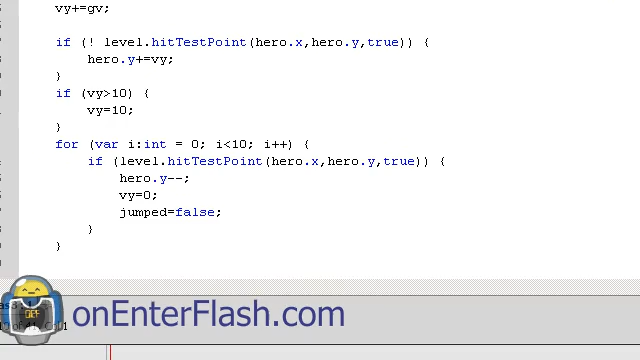 vy+=gv;
if (! level.hitTestPoint(hero.x,hero.y,true)) {
hero.y+=vy;
}
if (vy>10) {
vy=10;
}
for (var i:int = 0; i<10; i++) {
if (level.hitTestPoint(hero.x,hero.y,true)) {
hero.y--;
vy=0;
jumped=false;
}
}
OEF
onEnterFlash.com